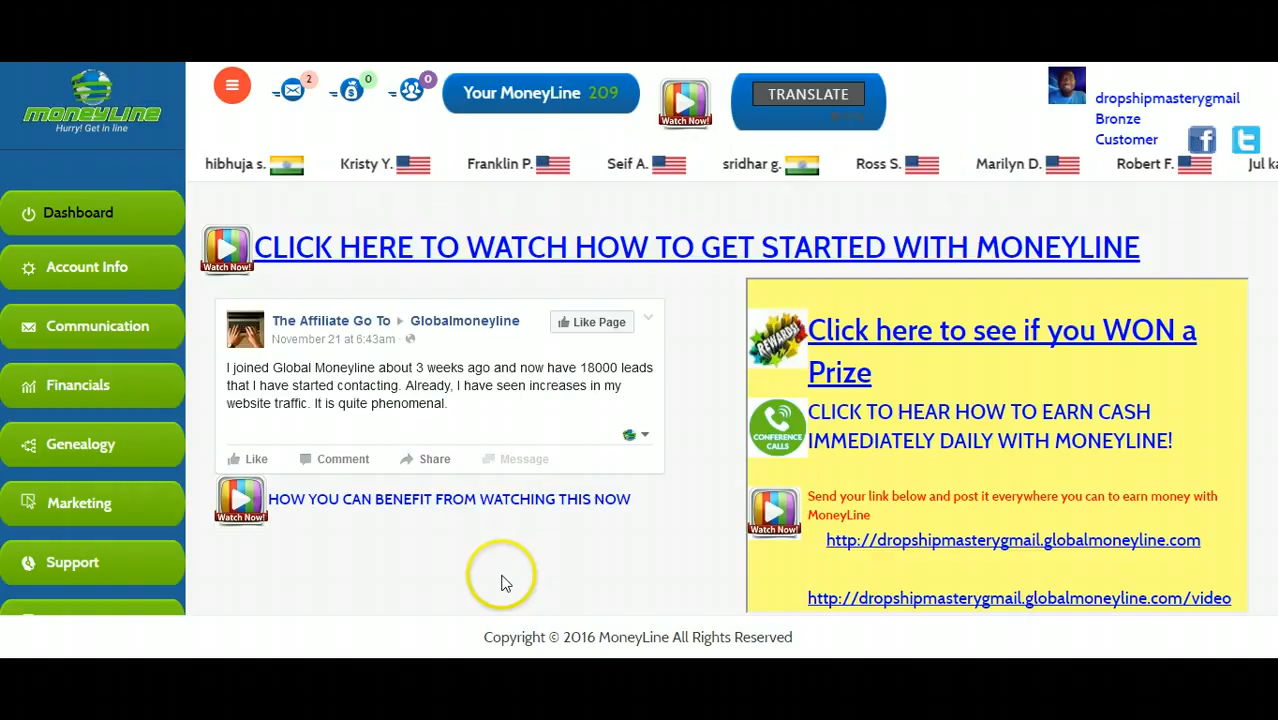 MONEYLINE
Hurry! Get in line
2
0
0
Your MoneyLine 209
Watch Now!
TRANSLATE
dropshipmasterygmail
Bronze
Customer
hibhuja s.
Kristy Y.
Franklin P.
Seif A.
sridhar g.
Ross S.
Marilyn D.
Robert F.
Jul ka
Dashboard
Account Info
Communication
Financials
Genealogy
Marketing
Support
Watch Now!
CLICK HERE TO WATCH HOW TO GET STARTED WITH MONEYLINE
The Affiliate Go To Globalmoneyline
Like Page
November 21 at 6:43am
I joined Global Moneyline about 3 weeks ago and now have 18000 leads
that I have started contacting. Already, I have seen increases in my
website traffic. It is quite phenomenal.
Like Comment Share Message
Watch Now!
HOW YOU CAN BENEFIT FROM WATCHING THIS NOW
REWARDS!
Click here to see if you WON a
Prize
CONFERENCE
CALLS
CLICK TO HEAR HOW TO EARN CASH
IMMEDIATELY DAILY WITH MONEYLINE!
Watch Now!
Send your link below and post it everywhere you can to earn money with
MoneyLine
http://dropshipmasterygmail.globalmoneyline.com
http://dropshipmasterygmail.globalmoneyline.com/video
Copyright © 2016 MoneyLine All Rights Reserved